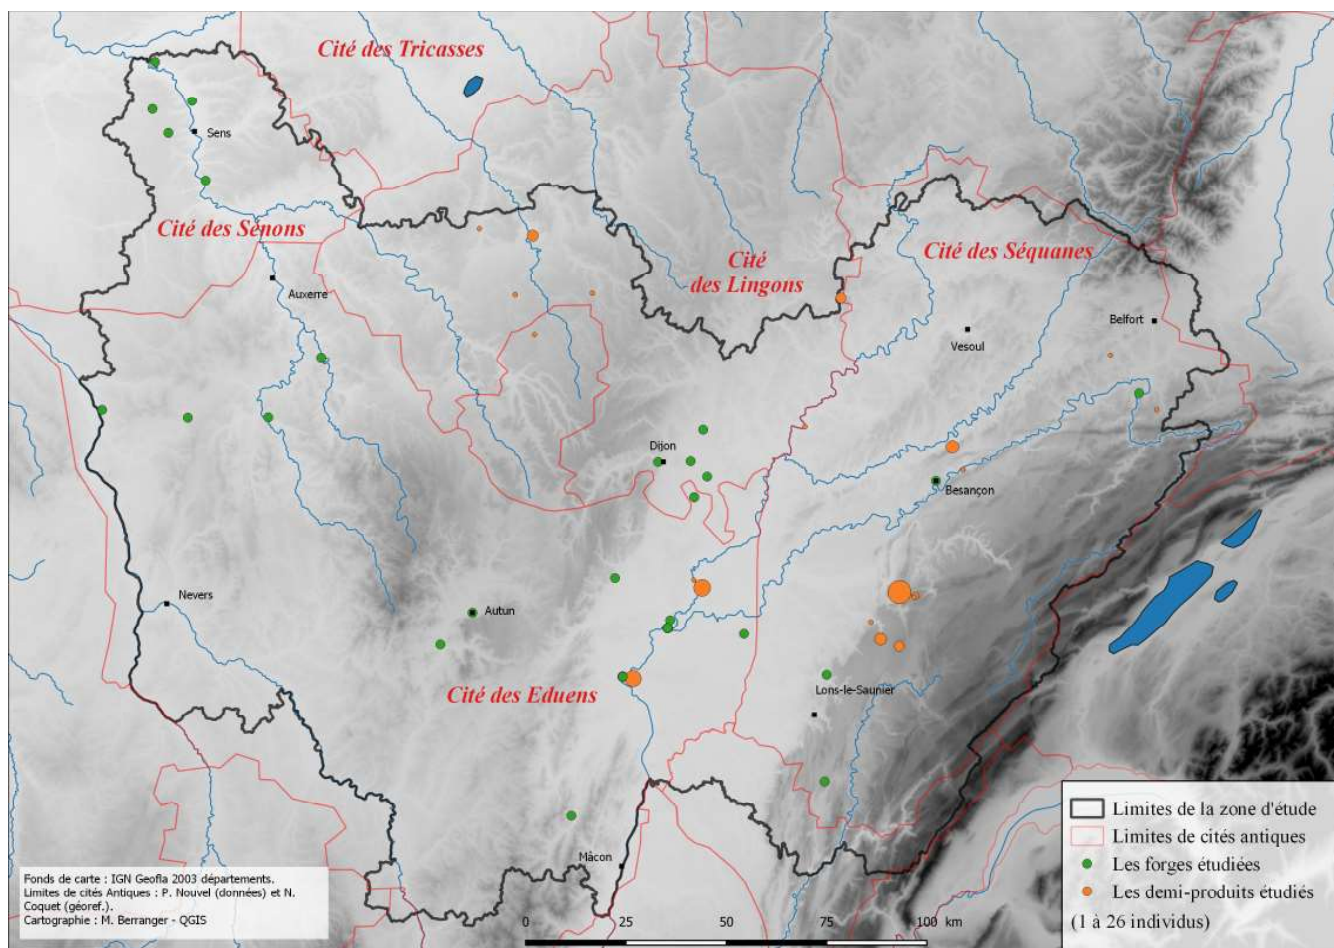 Cité des Tricasses
Sens
Cité des Sénons
Cité
des Lingons
Cité des Séquanes
Auxerre
Vesoul
Belfort
Dijon
Besançon
Nevers
Autun
Cité des Eduens
Lons-le-Saunier
Mâcon
Limites de la zone d'étude
Limites de cités antiques
Les forges étudiées
Les demi-produits étudiés
(1 à 26 individus)
Fonds de carte : IGN Geofla 2003 départements.
Limites de cités Antiques : P. Nouvel (données) et N.
Coquet (géoref.).
Cartographie : M. Berranger - QGIS
0 25 50 75 100 km